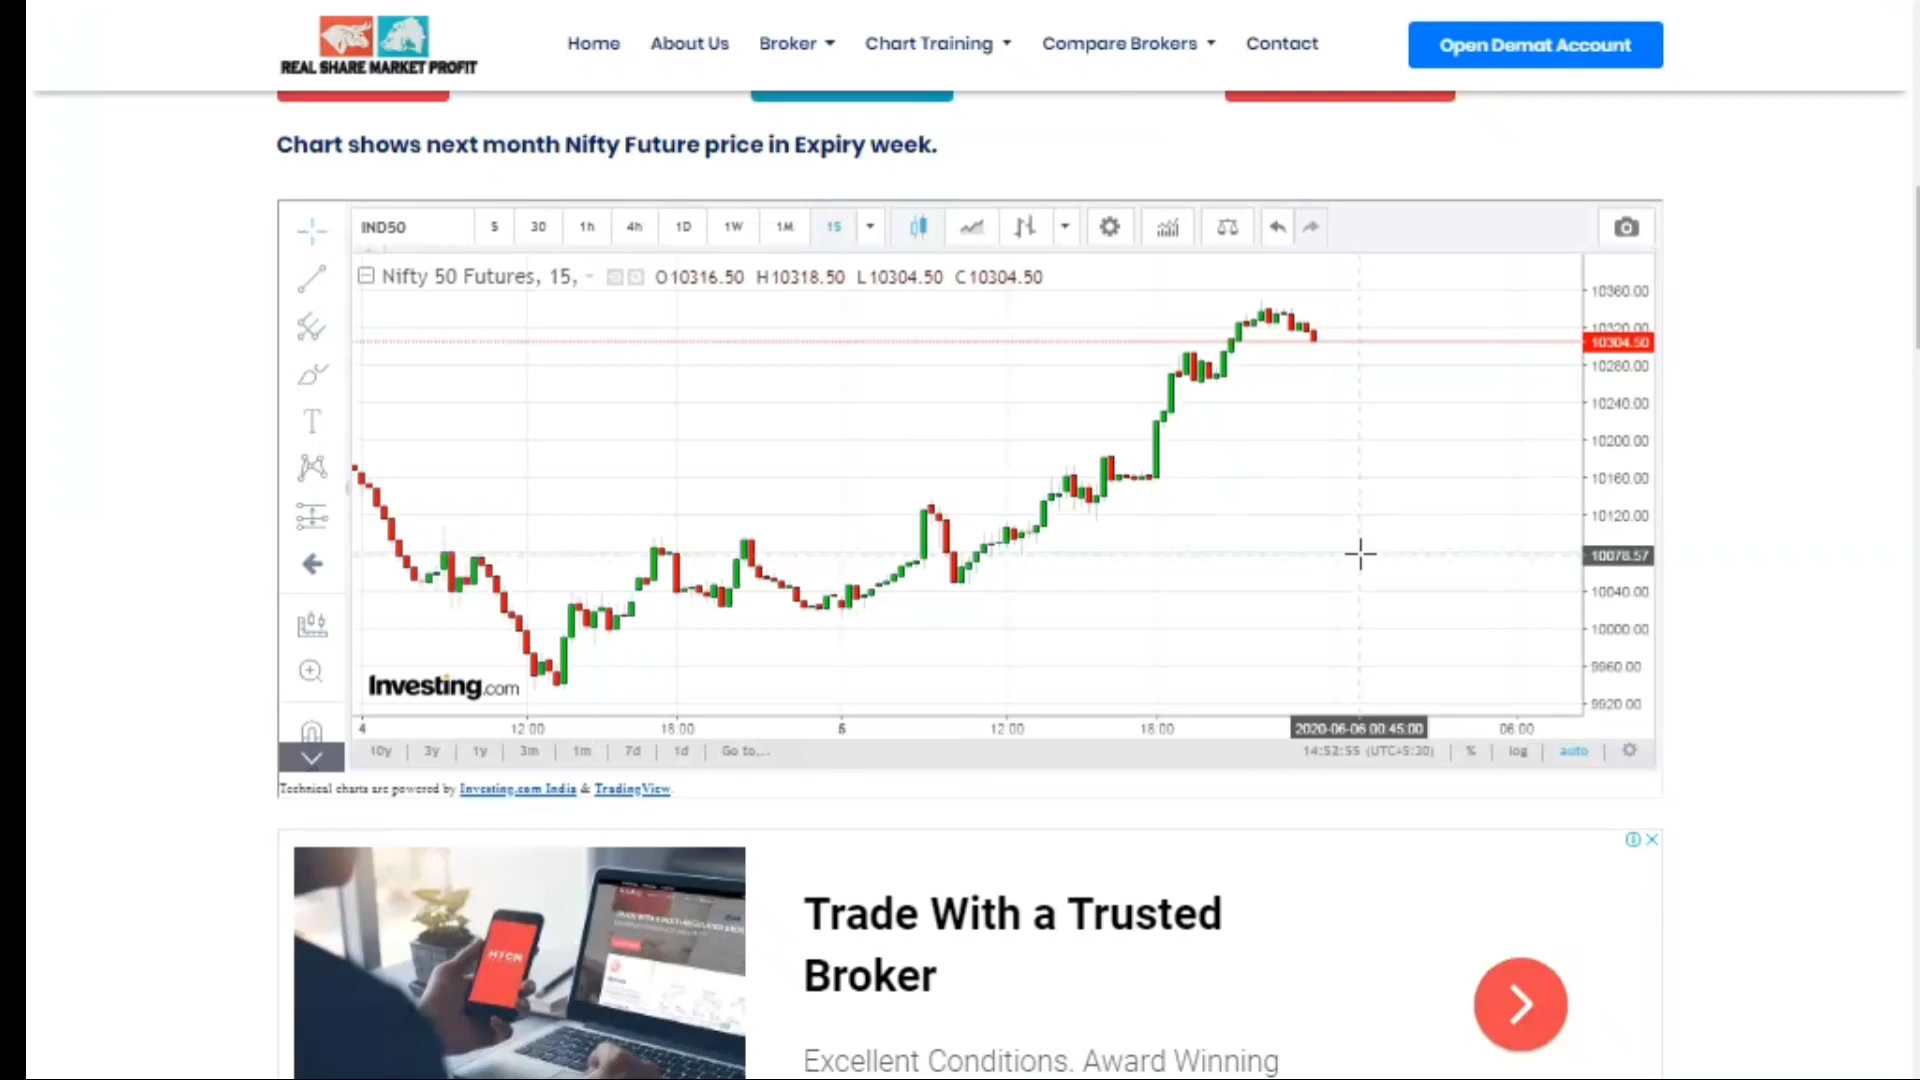 REAL SHARE MARKET PROFIT
Home About Us Broker Chart Training Compare Brokers Contact
Open Demat Account
Chart shows next month Nifty Future price in Expiry week.
IND50 5 30 1h 4h 1D 1W 1M 15
Nifty 50 Futures, 15, O10316.50 H10318.50 L10304.50 C10304.50
10360.00
10320.00
10304.50
10280.00
10240.00
10200.00
10160.00
10120.00
10078.57
10040.00
10000.00
9960.00
9920.00
Investing.com
4 12:00 18:00 5 12:00 18:00 2020-06-06 00:45:00 06:00
10y 3y 1y 3m 1m 7d 1d Go to... 14:52:55 (UTC+5:30) % log auto
Technical charts are powered by Investing.com India & TradingView.
HYCM
Trade With a Trusted
Broker
Excellent Conditions. Award Winning